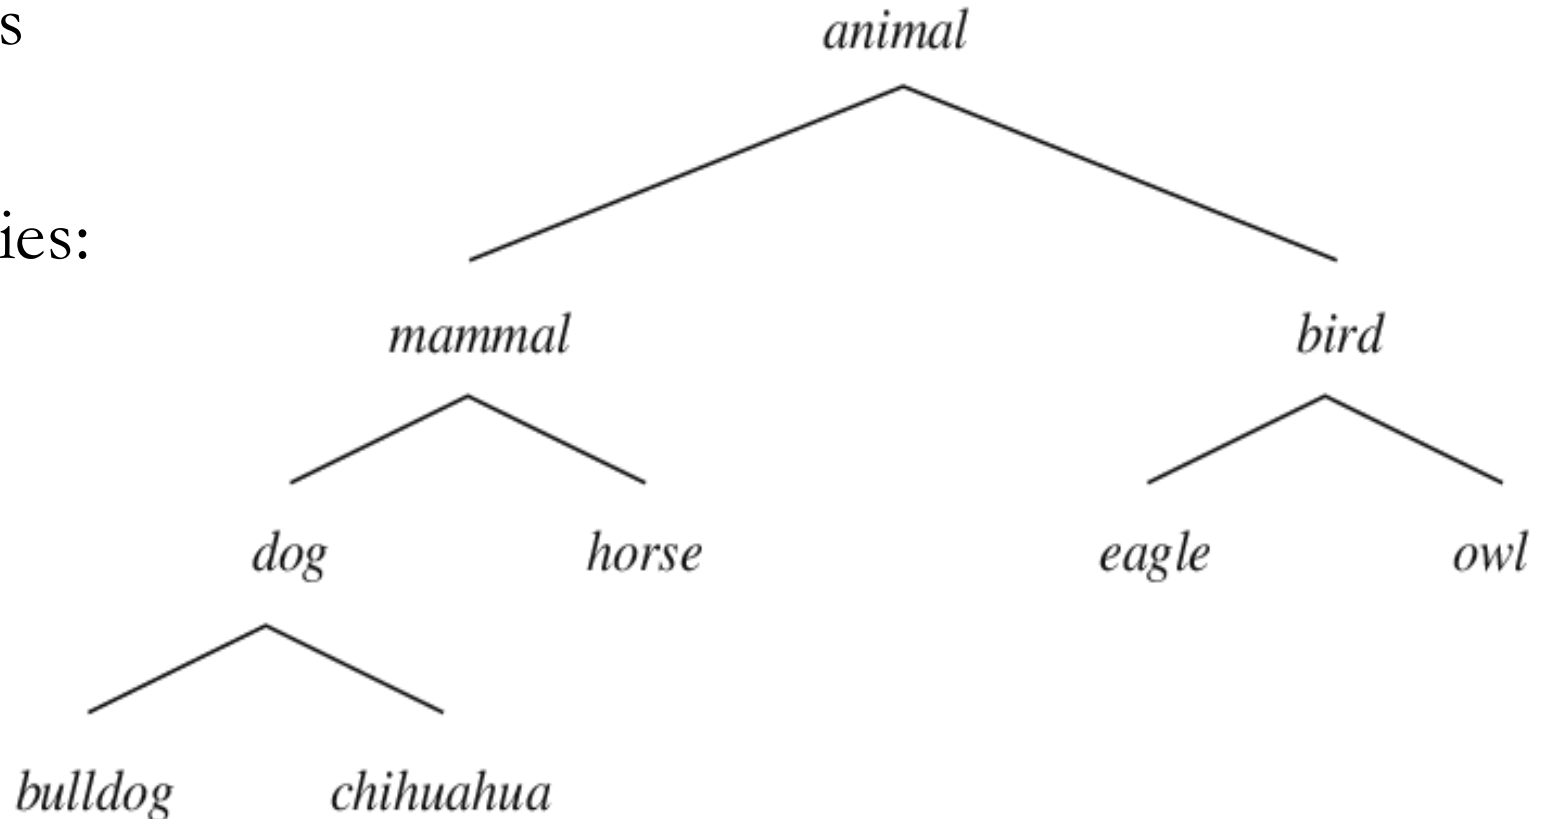 s
animal
ies:
mammal bird
dog horse eagle owl
bulldog chihuahua